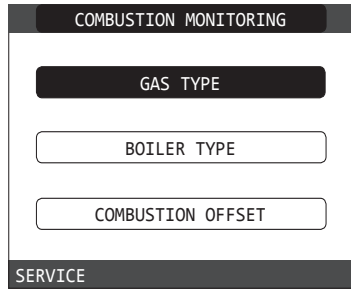 COMBUSTION MONITORING
GAS TYPE
BOILER TYPE
COMBUSTION OFFSET
SERVICE